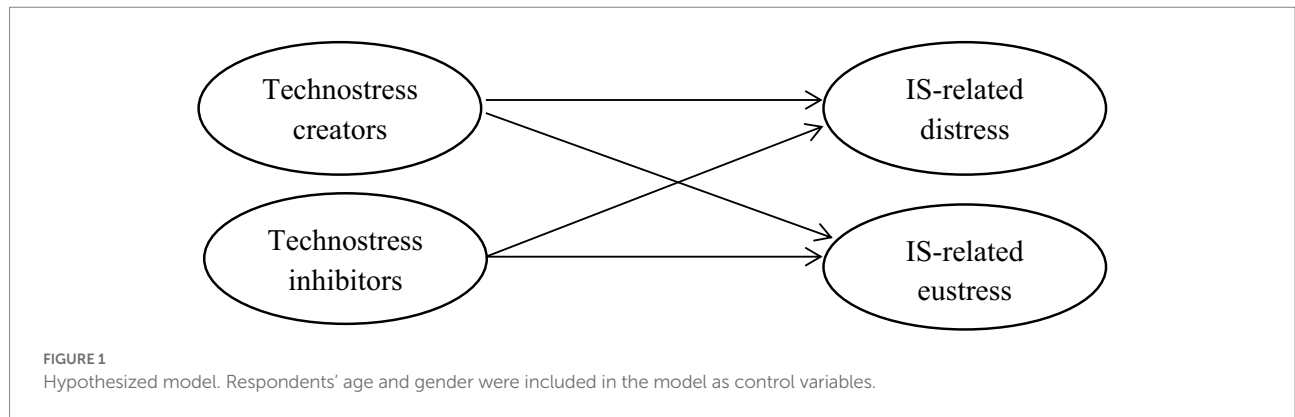 Technostress
creators
IS-related
distress
Technostress
inhibitors
IS-related
eustress
FIGURE 1
Hypothesized model. Respondents’ age and gender were included in the model as control variables.